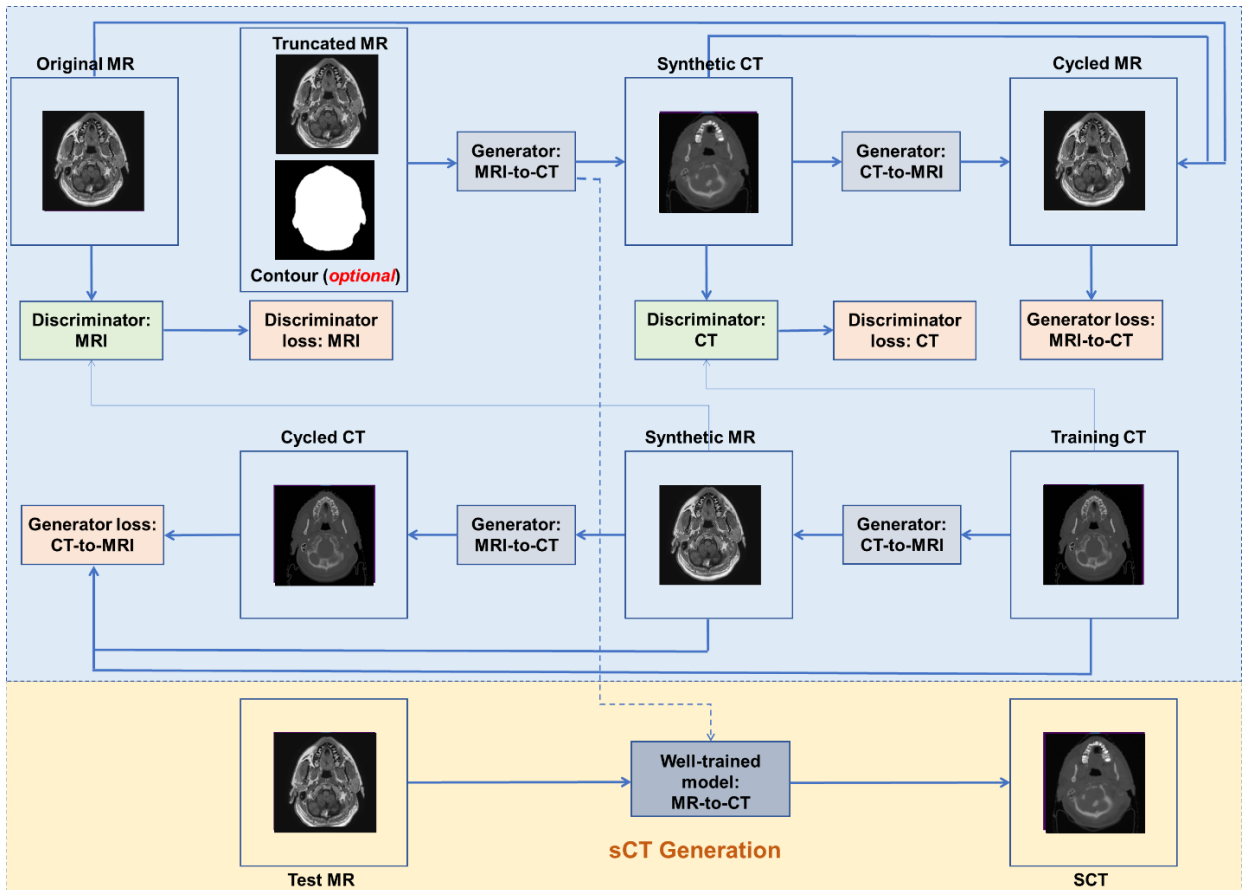 Truncated MR
Original MR
Synthetic CT
Cycled MR
Generator:
MRI-to-CT
Generator:
CT-to-MRI
Contour (optional)
Discriminator:
MRI
Discriminator
loss: MRI
Discriminator:
CT
Discriminator
loss: CT
Generator loss:
MRI-to-CT
Cycled CT
Synthetic MR
Training CT
Generator loss:
CT-to-MRI
Generator:
MRI-to-CT
Generator:
CT-to-MRI
Well-trained
model:
MR-to-CT
sCT Generation
Test MR
SCT